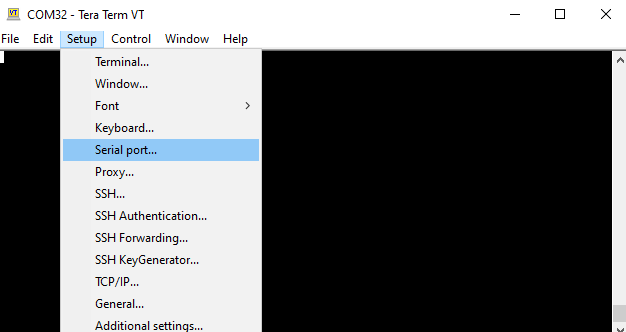 VT COM32 - Tera Term VT
File Edit Setup Control Window Help
Terminal...
Window...
Font
Keyboard...
Serial port...
Proxy...
SSH...
SSH Authentication...
SSH Forwarding...
SSH KeyGenerator...
TCP/IP...
General...
Additional settings...